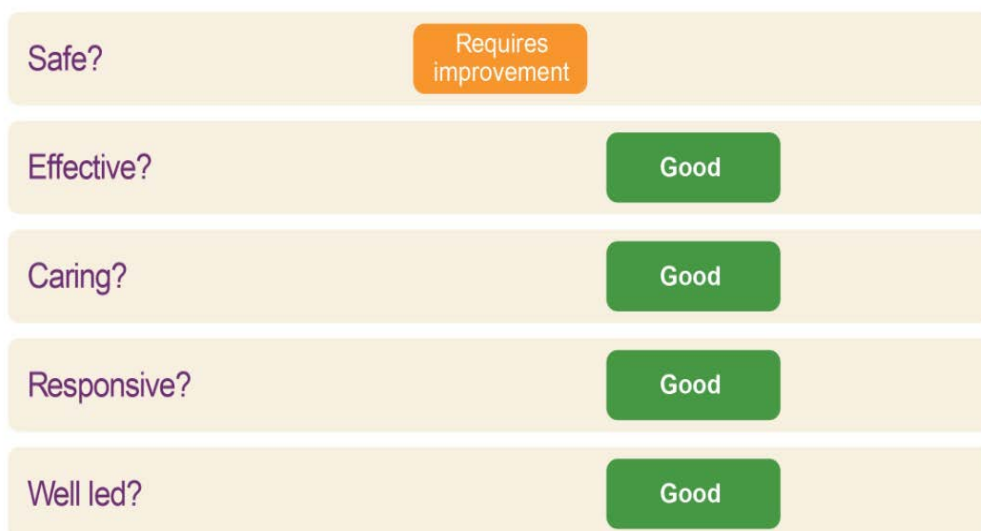 Safe?
Requires
improvement
Effective?
Good
Caring?
Good
Responsive?
Good
Well led?
Good